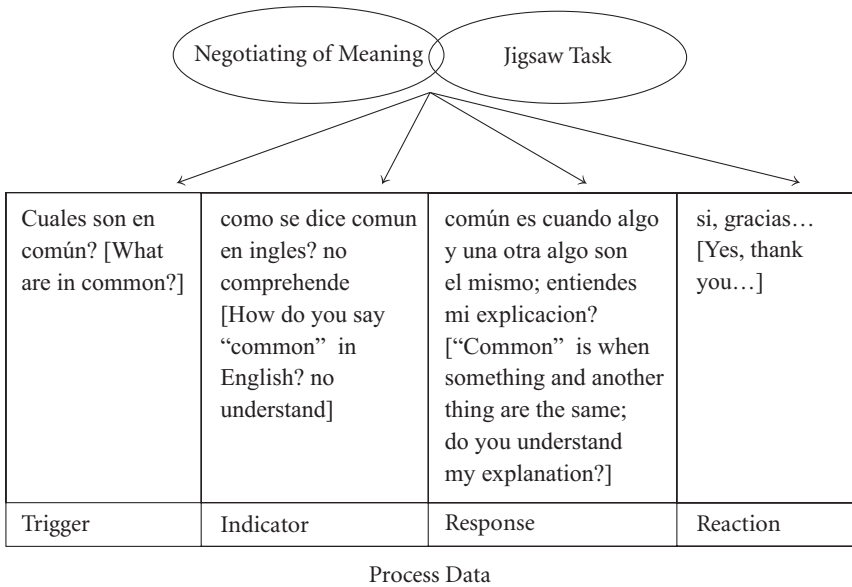 Negotiating of Meaning
Jigsaw Task
Cuales son en
común? [What
are in common?]
como se dice comun
en ingles? no
comprehende
[How do you say
“common” in
English? no
understand]
común es cuando algo
y una otra algo son
el mismo; entiendes
mi explicacion?
[“Common” is when
something and another
thing are the same;
do you understand
my explanation?]
si, gracias…
[Yes, thank
you…]
Trigger
Indicator
Response
Reaction
Process Data